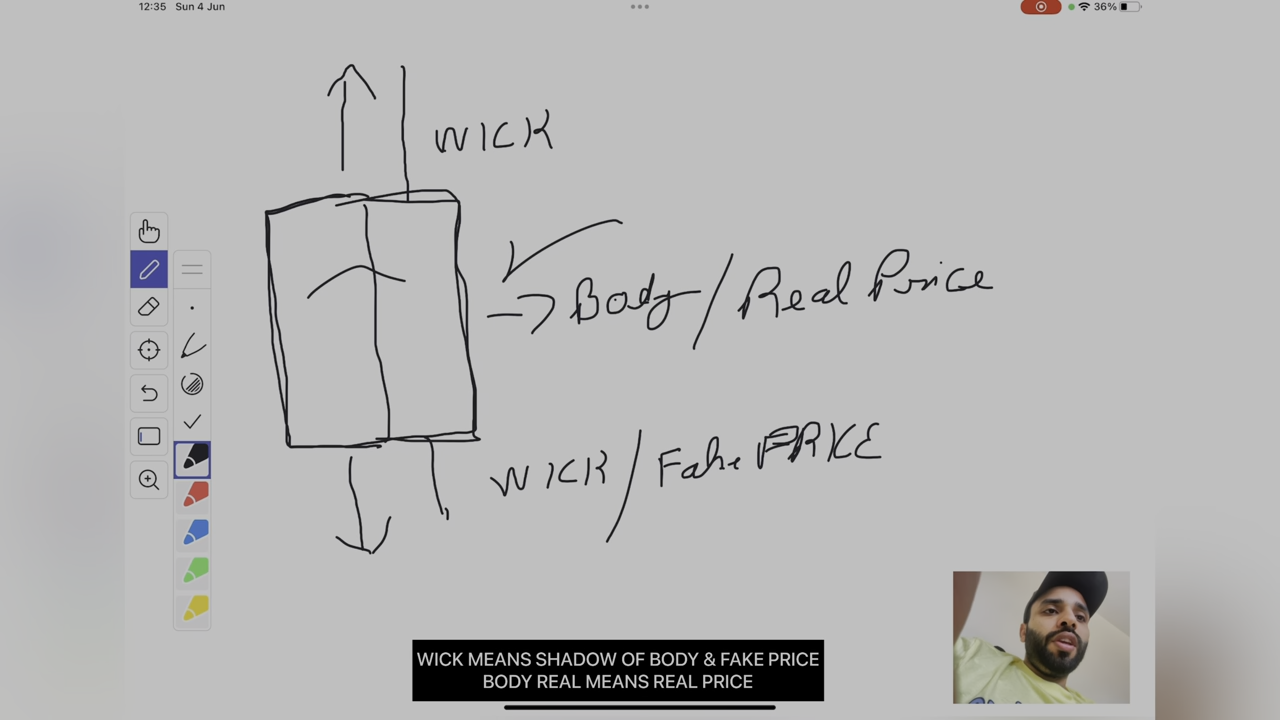 12:35 Sun 4 Jun
36%
WICK
→ Body / Real Price
WICK / Fake PRICE
WICK MEANS SHADOW OF BODY & FAKE PRICE
BODY REAL MEANS REAL PRICE